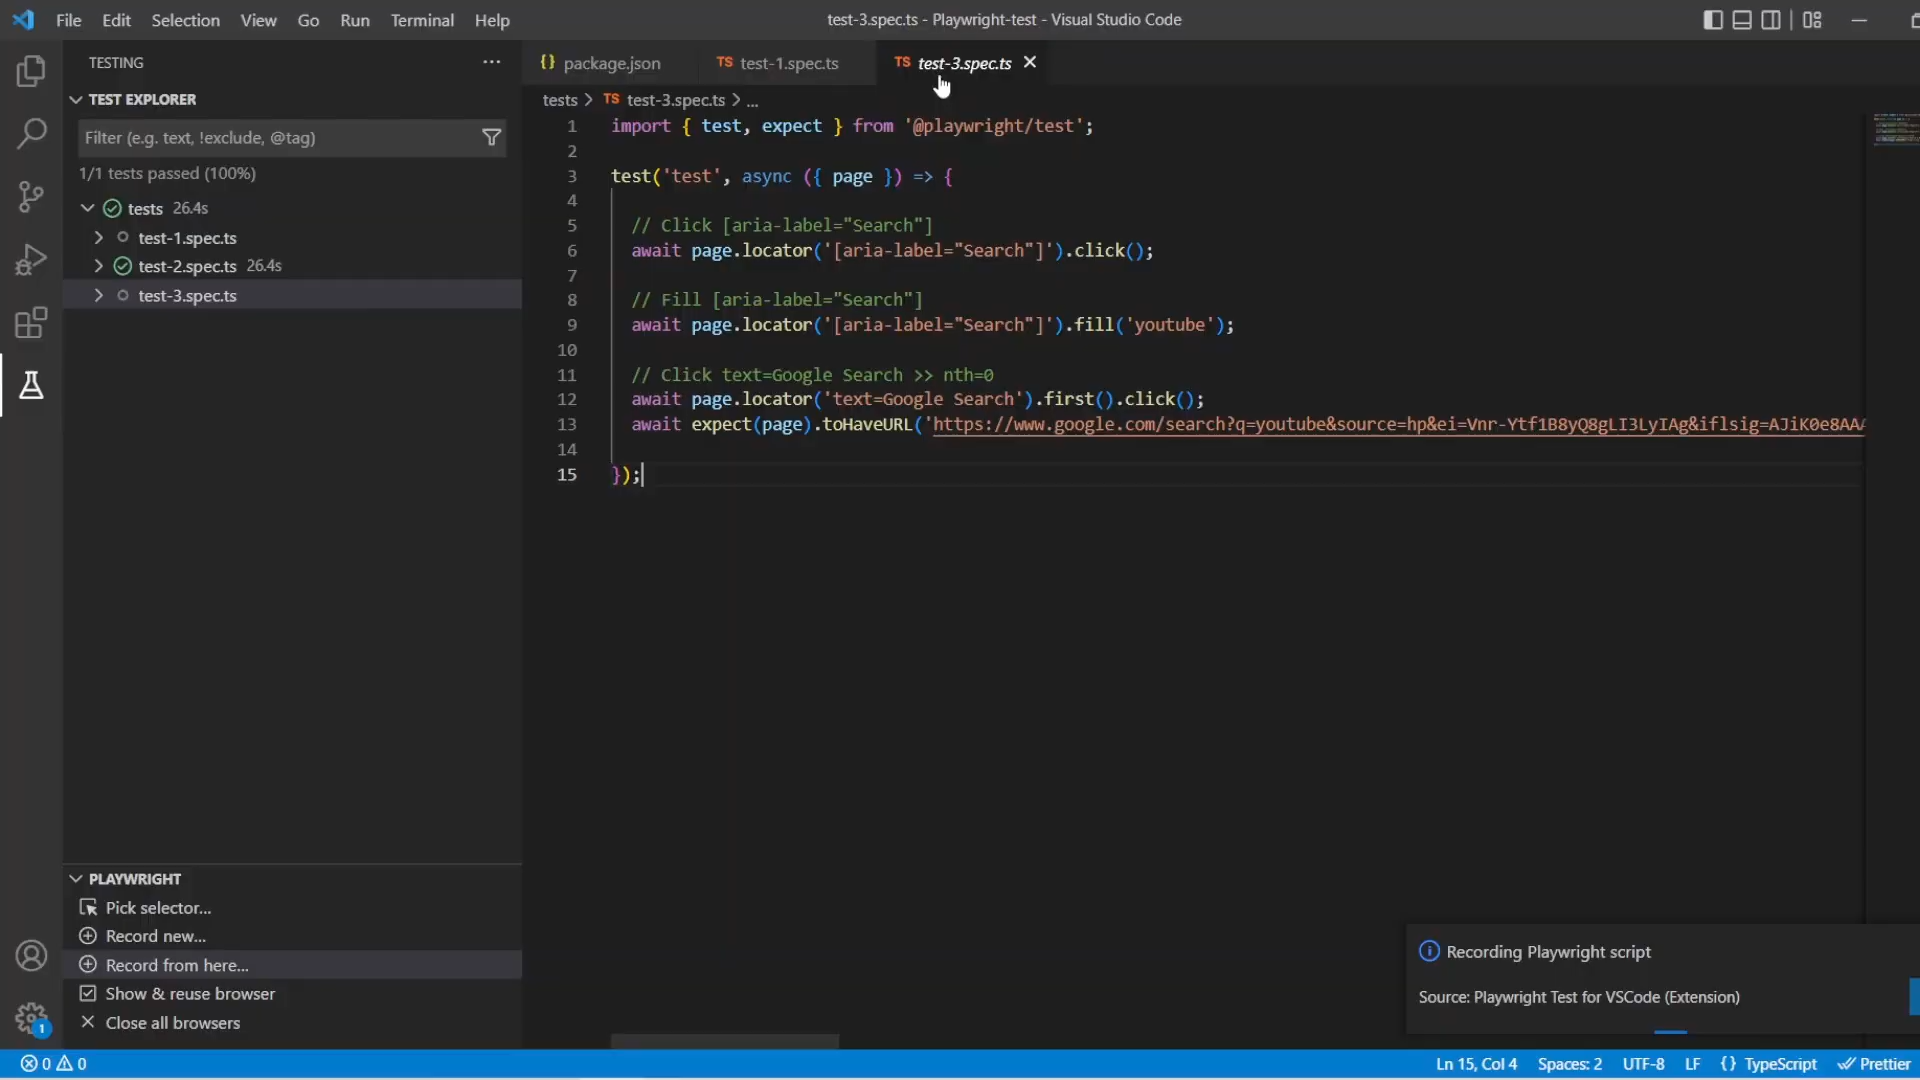 File Edit Selection View Go Run Terminal Help
test-3.spec.ts - Playwright-test - Visual Studio Code
TESTING
TEST EXPLORER
Filter (e.g. text, !exclude, @tag)
1/1 tests passed (100%)
tests 26.4s
test-1.spec.ts
test-2.spec.ts 26.4s
test-3.spec.ts
PLAYWRIGHT
Pick selector...
Record new...
Record from here...
Show & reuse browser
Close all browsers
1
{} package.json
TS test-1.spec.ts
TS test-3.spec.ts
tests > TS test-3.spec.ts > ...
1 import { test, expect } from '@playwright/test';
2
3 test('test', async ({ page }) => {
4
5 // Click [aria-label="Search"]
6 await page.locator('[aria-label="Search"]').click();
7
8 // Fill [aria-label="Search"]
9 await page.locator('[aria-label="Search"]').fill('youtube');
10
11 // Click text=Google Search >> nth=0
12 await page.locator('text=Google Search').first().click();
13 await expect(page).toHaveURL('https://www.google.com/search?q=youtube&source=hp&ei=Vnr-Ytf1B8yQ8gLI3LyIAg&iflsig=AJiK0e8AAA
14
15 });
Recording Playwright script
Source: Playwright Test for VSCode (Extension)
0 0
Ln 15, Col 4 Spaces: 2 UTF-8 LF {} TypeScript Prettier